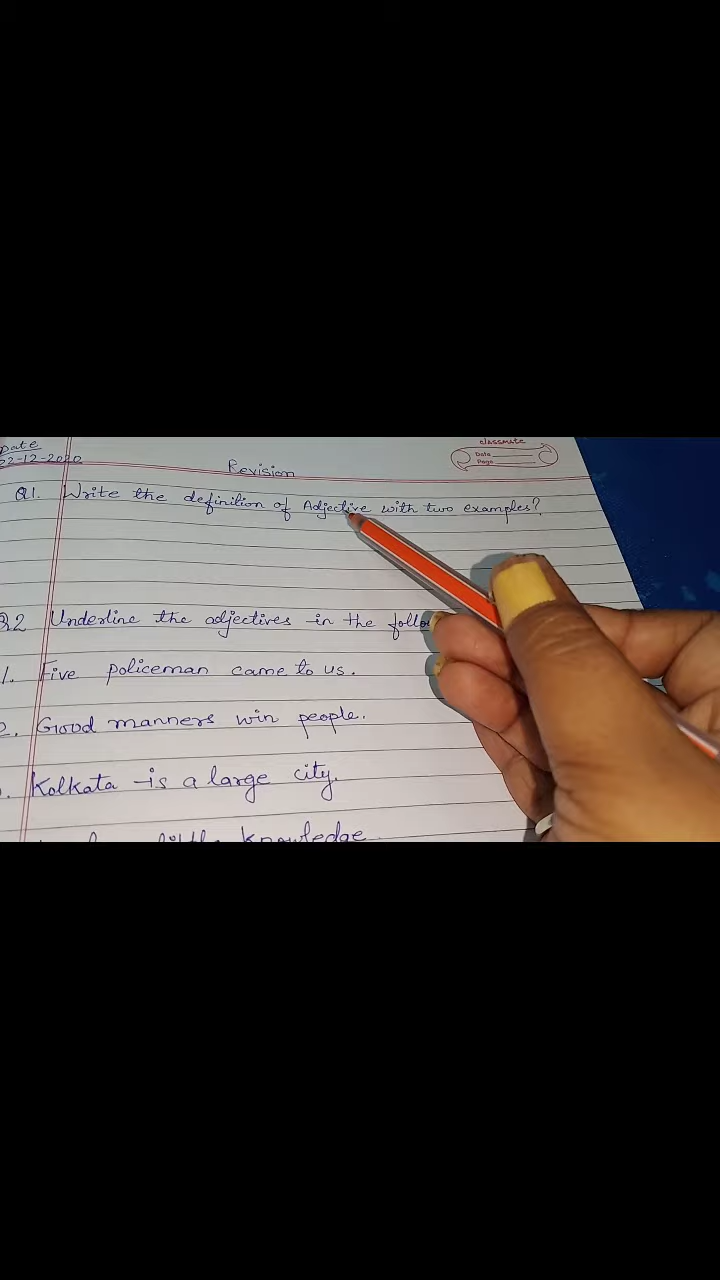 Date
22-12-2020
classmate
Date
Page
Revision
Q1. Write the definition of Adjective with two examples?
Q2 Underline the adjectives in the
1. Five policeman came to us.
2. Good manners win people.
Kolkata is a large city.
knowledge